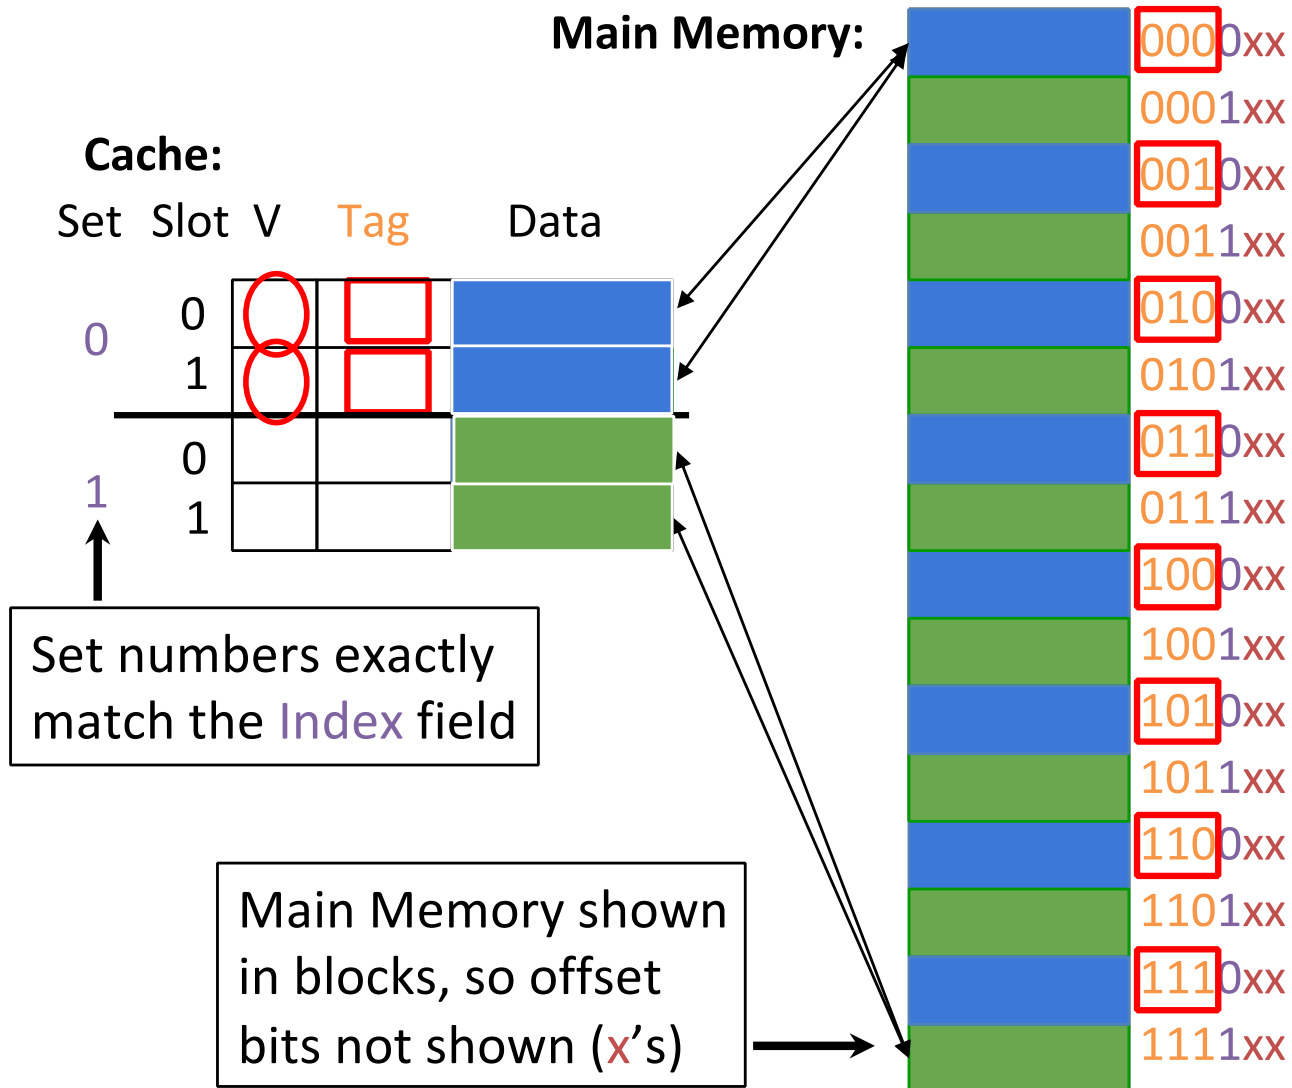 Main Memory:
0000xx
0001xx
Cache:
0010xx
Set Slot V Tag Data
0011xx
0
0
0100xx
1
0101xx
0
0110xx
1
1
0111xx
1000xx
Set numbers exactly
match the Index field
1001xx
1010xx
1011xx
1100xx
Main Memory shown
in blocks, so offset
bits not shown (x's)
1101xx
1110xx
1111xx